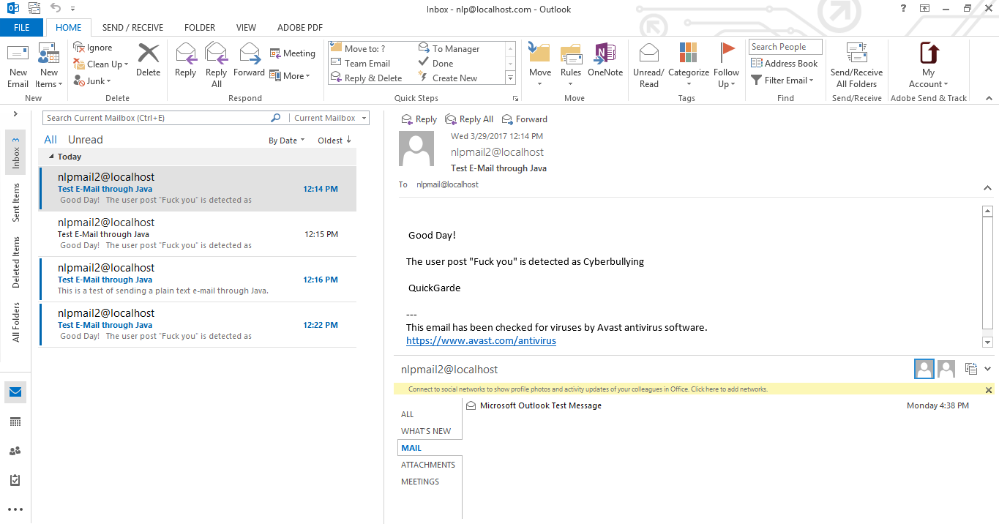 Inbox - nlp@localhost.com - Outlook
?
FILE
HOME
SEND / RECEIVE
FOLDER
VIEW
ADOBE PDF
New Email
New Items
Ignore
Clean Up
Junk
Delete
Reply
Reply All
Forward
Meeting
More
Move to: ?
Team Email
Reply & Delete
To Manager
Done
Create New
Move
Rules
OneNote
Unread/ Read
Categorize
Follow Up
Search People
Address Book
Filter Email
Send/Receive All Folders
My Account
New
Delete
Respond
Quick Steps
Move
Tags
Find
Send/Receive
Adobe Send & Track
Inbox 3
Sent Items
Deleted Items
All Folders
Search Current Mailbox (Ctrl+E)
Current Mailbox
All Unread
By Date
Oldest
Today
nlpmail2@localhost
Test E-Mail through Java 12:14 PM
Good Day! The user post "Fuck you" is detected as
nlpmail2@localhost
Test E-Mail through Java 12:15 PM
Good Day! The user post "Fuck you" is detected as
nlpmail2@localhost
Test E-Mail through Java 12:16 PM
This is a test of sending a plain text e-mail through Java.
nlpmail2@localhost
Test E-Mail through Java 12:22 PM
Good Day! The user post "Fuck you" is detected as
Reply Reply All Forward
Wed 3/29/2017 12:14 PM
nlpmail2@localhost
Test E-Mail through Java
To nlpmail@localhost
Good Day!
The user post "Fuck you" is detected as Cyberbullying
QuickGarde
---
This email has been checked for viruses by Avast antivirus software.
https://www.avast.com/antivirus
nlpmail2@localhost
Connect to social networks to show profile photos and activity updates of your colleagues in Office. Click here to add networks.
ALL
WHAT'S NEW
MAIL
ATTACHMENTS
MEETINGS
Microsoft Outlook Test Message Monday 4:38 PM